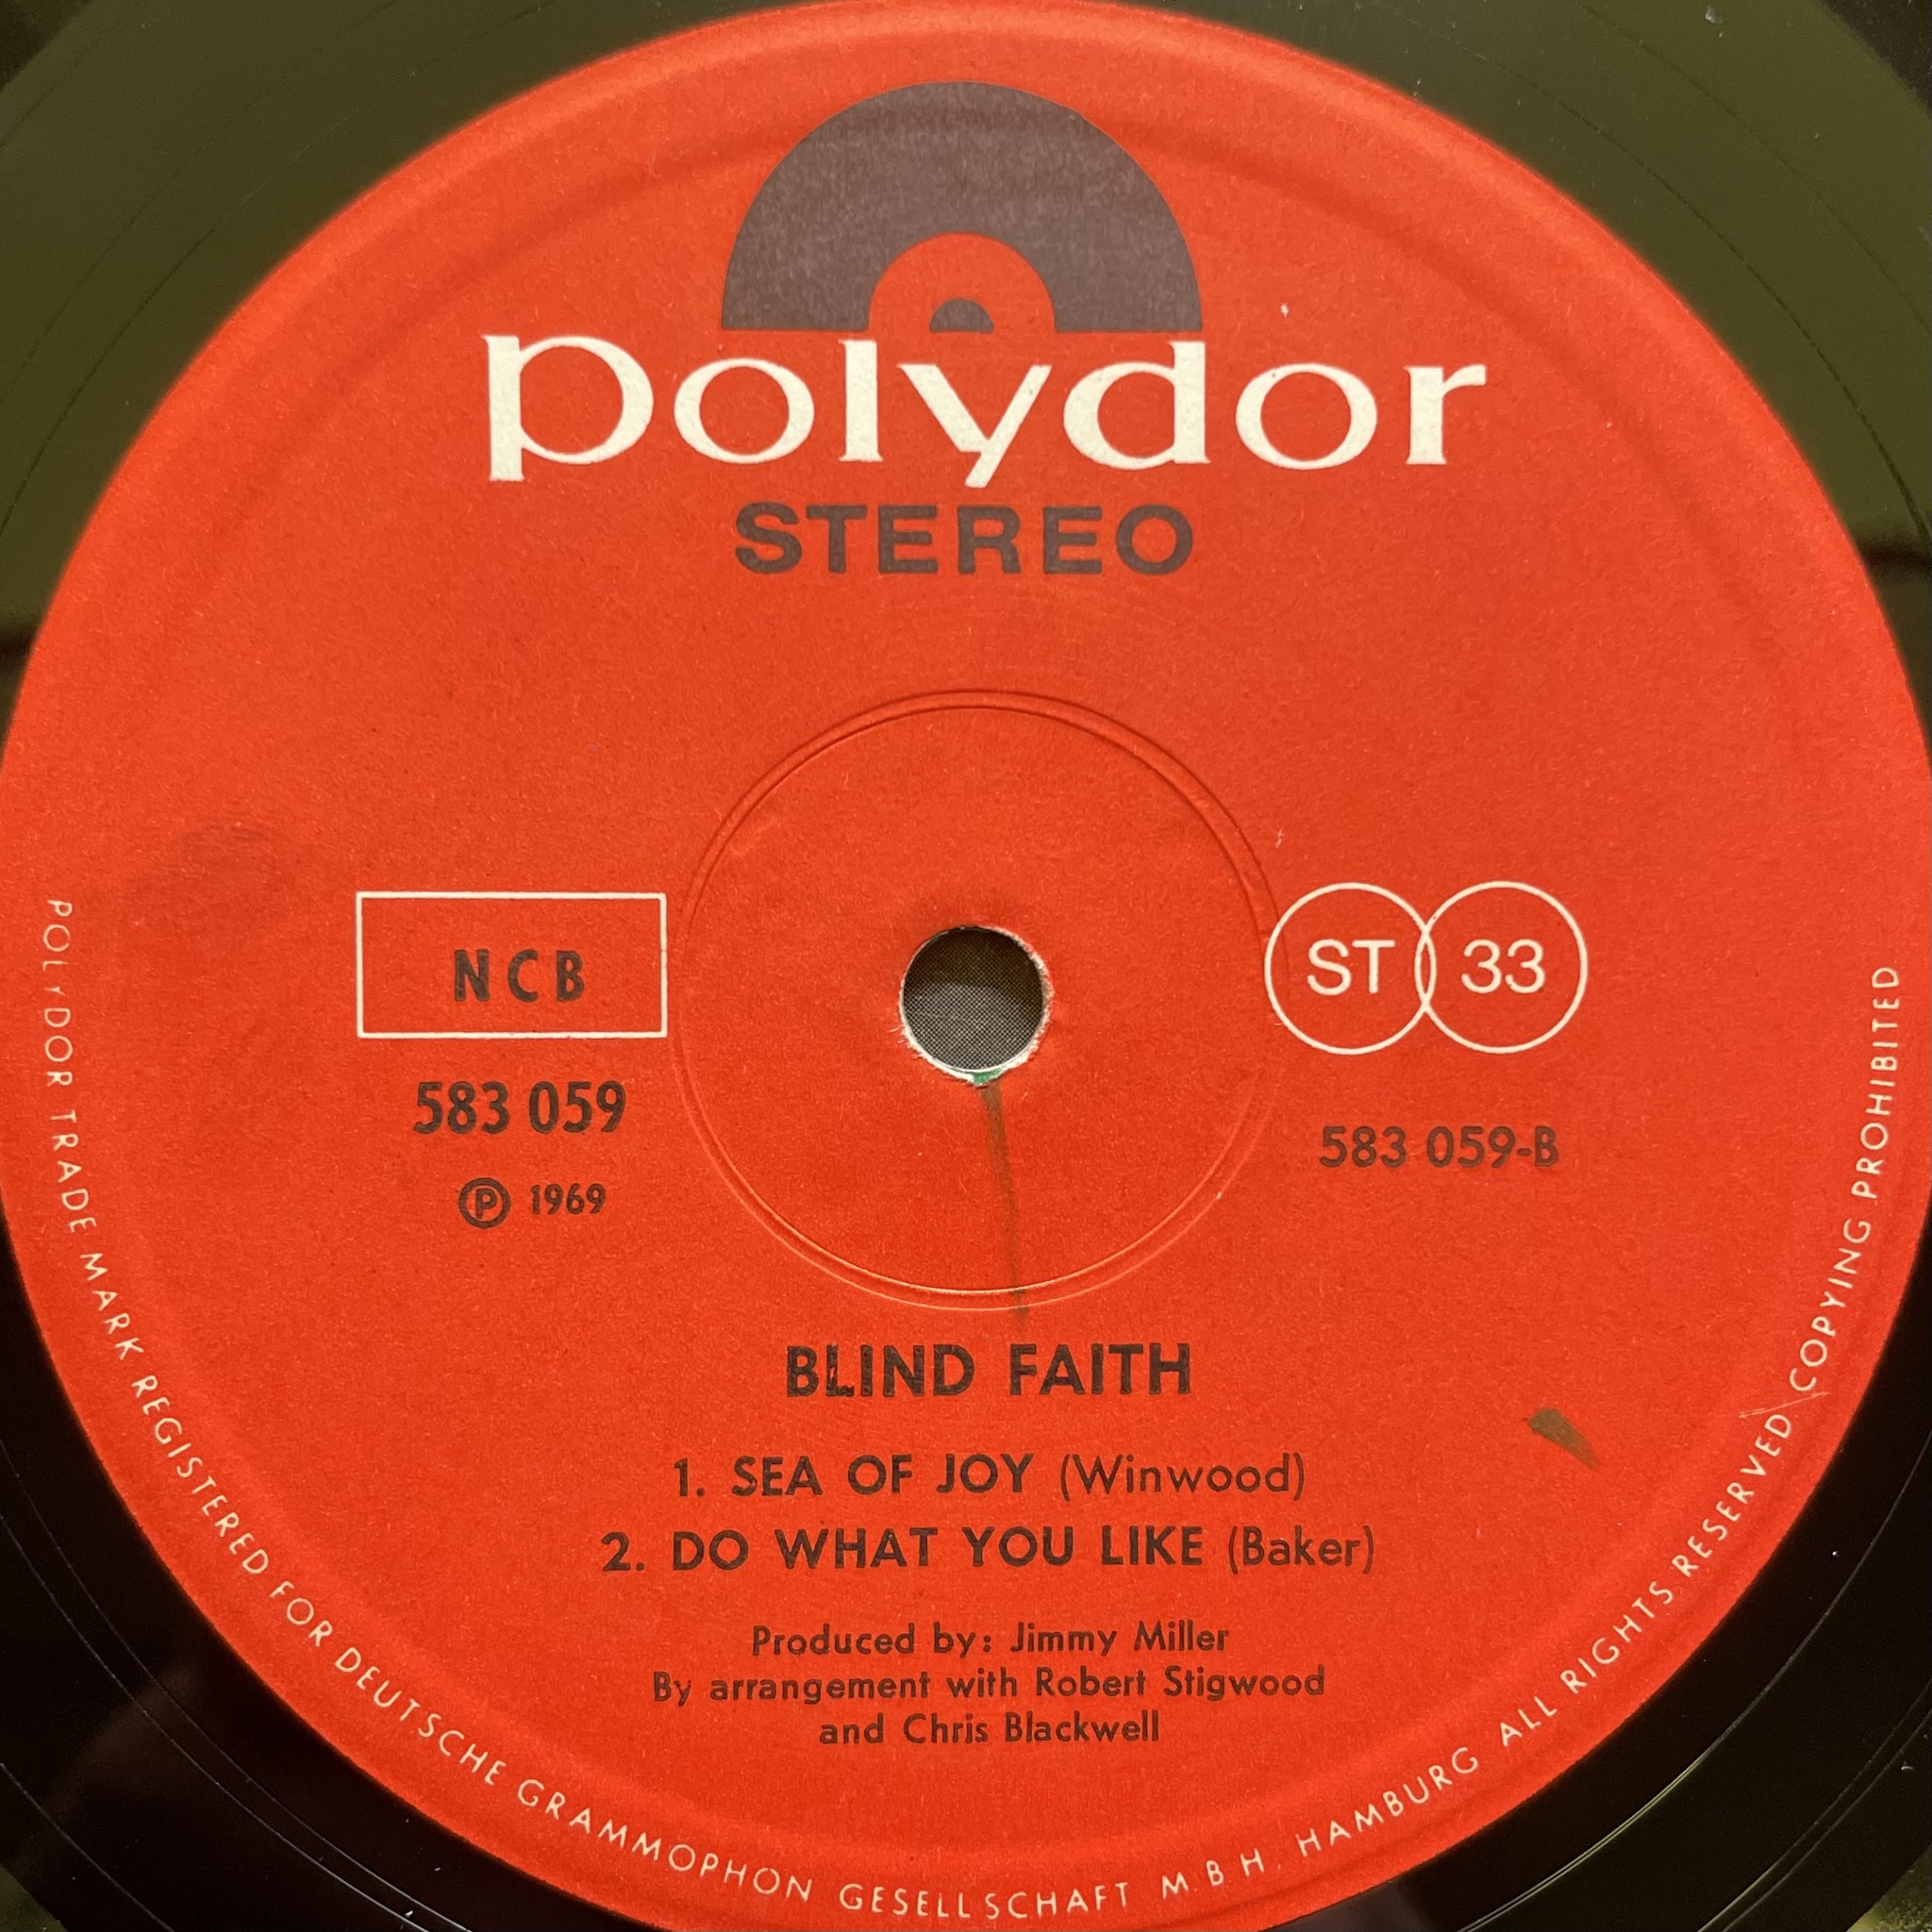 polydor
STEREO
NCB
ST 33
583 059
583 059-B
Ⓟ 1969
BLIND FAITH
1. SEA OF JOY (Winwood)
2. DO WHAT YOU LIKE (Baker)
Produced by: Jimmy Miller
By arrangement with Robert Stigwood
and Chris Blackwell
POLYDOR TRADE MARK REGISTERED FOR DEUTSCHE GRAMMOPHON GESELLSCHAFT M.B.H. HAMBURG ALL RIGHTS RESERVED COPYING PROHIBITED